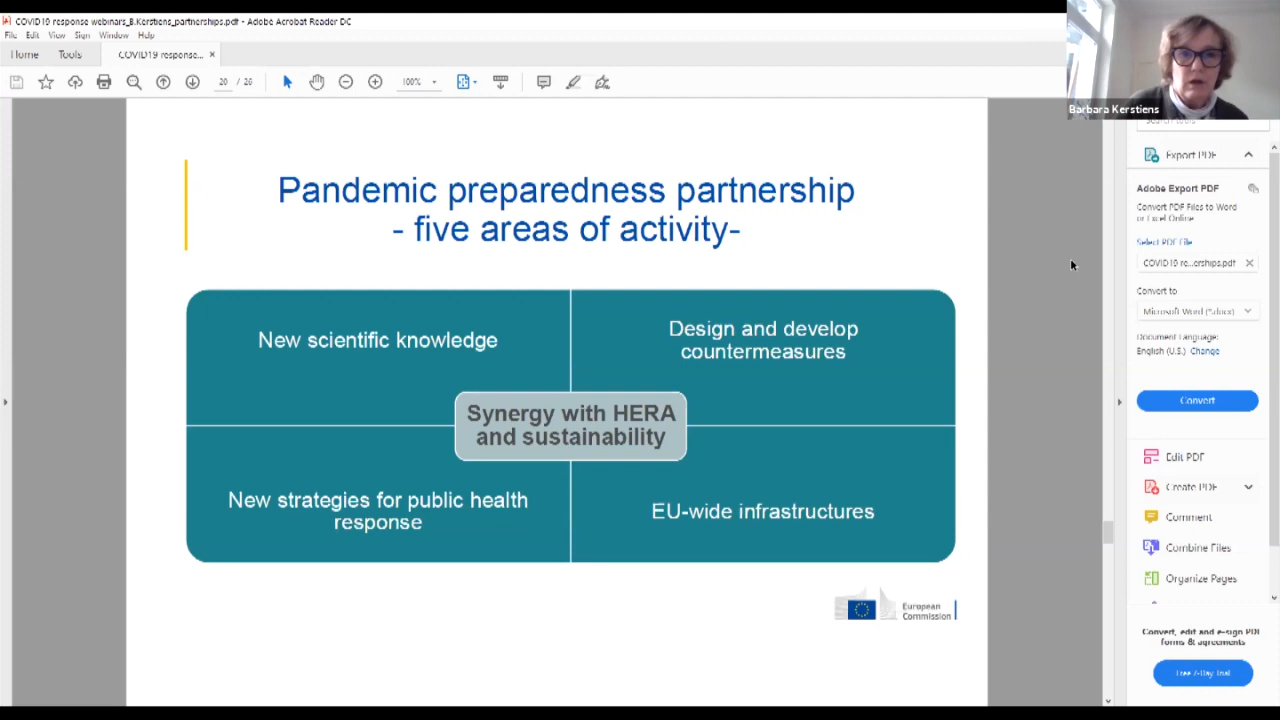 COVID19 response webinars_B.Kerstiens_partnerships.pdf - Adobe Acrobat Reader DC
File Edit View Sign Window Help
Home Tools COVID19 response... ×
20 / 26 100%
Barbara Kerstiens
Pandemic preparedness partnership
- five areas of activity-
New scientific knowledge
Design and develop
countermeasures
Synergy with HERA
and sustainability
New strategies for public health
response
EU-wide infrastructures
European
Commission
Export PDF
Adobe Export PDF
Convert PDF Files to Word
or Excel Online
Select PDF File
COVID19 re...erships.pdf ×
Convert to
Microsoft Word (*.docx)
Document Language:
English (U.S.) Change
Convert
Edit PDF
Create PDF
Comment
Combine Files
Organize Pages
Convert, edit and e-sign PDF
forms & agreements
Free 7-Day Trial